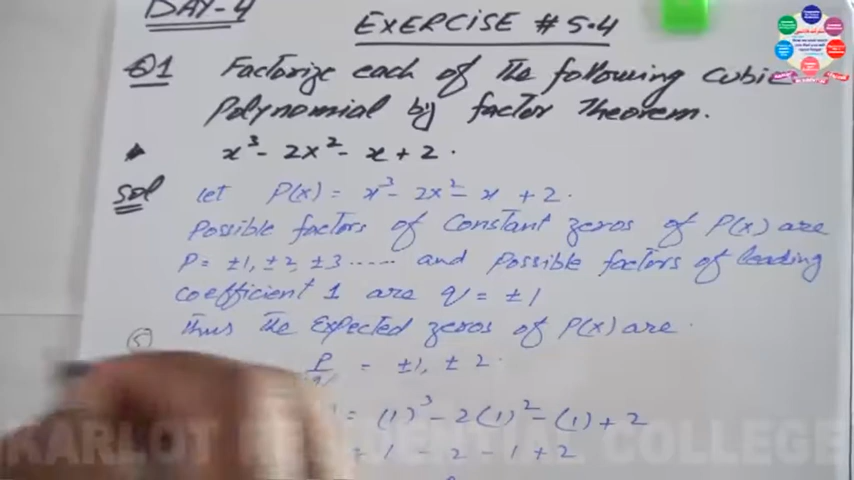 DAY-4
EXERCISE # 5.4
Q1 Factorize each of the following cubic
Polynomial by factor Theorem.
x³ - 2x² - x + 2.
Sol let P(x) = x³ - 2x² - x + 2.
Possible factors of Constant zeros of P(x) are
P = ±1, ±2, ±3...... and Possible factors of leading
coefficient 1 are q = ±1
Thus The Expected zeros of P(x) are.
5
P/q = ±1, ±2.
= (1)³ - 2(1)² - (1) + 2
= 1 - 2 - 1 + 2
KARLOT RESIDENTIAL COLLEGE